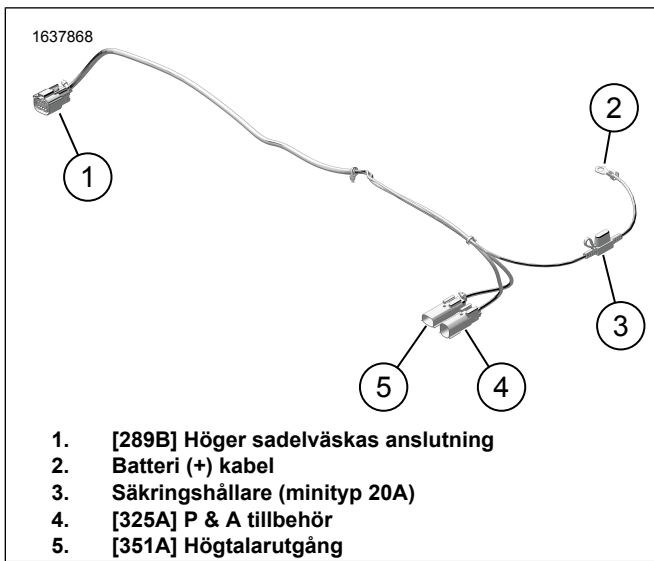 1637868
1
2
3
5
4
1. [289B] Höger sadelväskas anslutning
2. Batteri (+) kabel
3. Säkringshållare (minityp 20A)
4. [325A] P & A tillbehör
5. [351A] Högtalarutgång